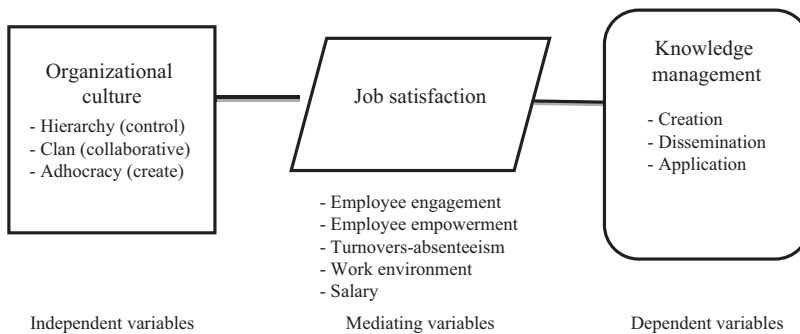 Organizational
culture
- Hierarchy (control)
- Clan (collaborative)
- Adhocracy (create)
Job satisfaction
- Employee engagement
- Employee empowerment
- Turnovers-absenteeism
- Work environment
- Salary
Knowledge
management
- Creation
- Dissemination
- Application
Independent variables
Mediating variables
Dependent variables